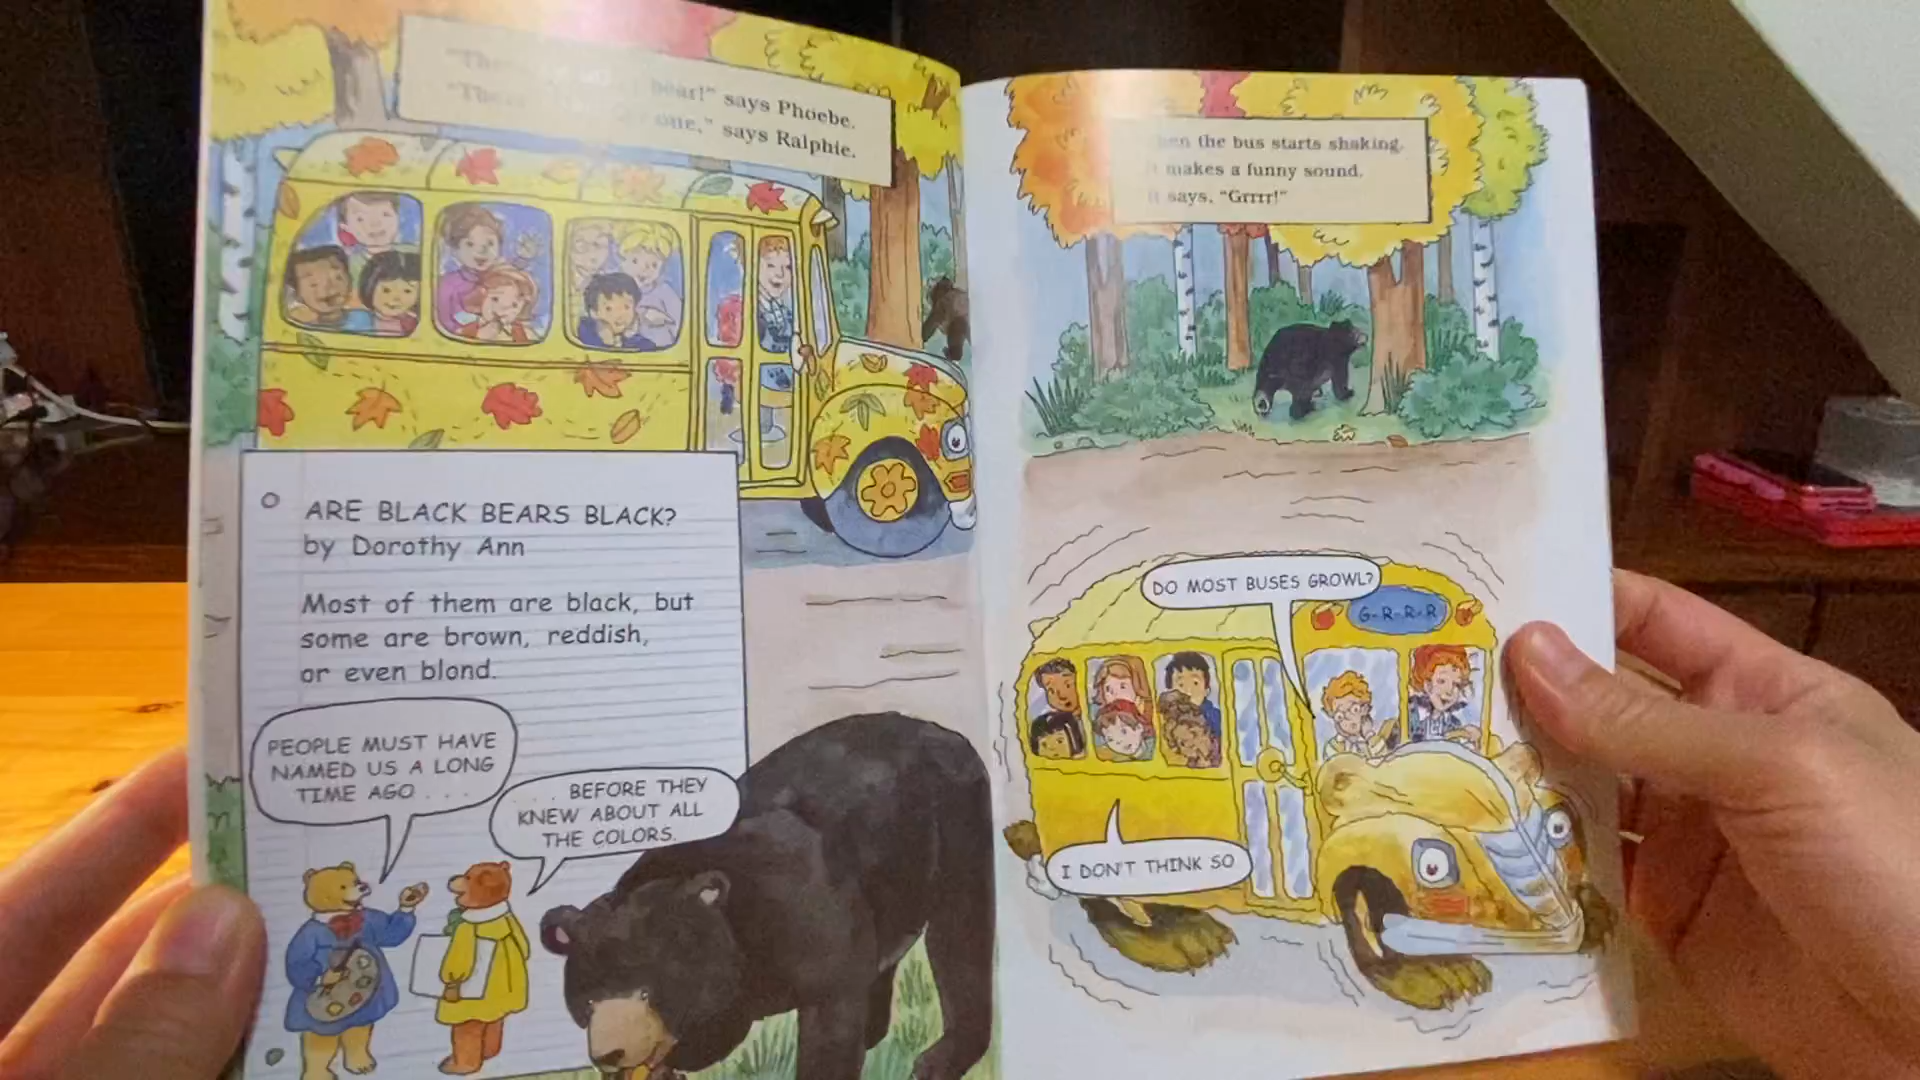 bear!" says Phoebe.
one," says Ralphie.
ARE BLACK BEARS BLACK?
by Dorothy Ann
Most of them are black, but
some are brown, reddish,
or even blond.
PEOPLE MUST HAVE
NAMED US A LONG
TIME AGO . . .
. . . BEFORE THEY
KNEW ABOUT ALL
THE COLORS.
the bus starts shaking.
makes a funny sound.
says, "Grrrr!"
DO MOST BUSES GROWL?
G-R-R-R
I DON'T THINK SO